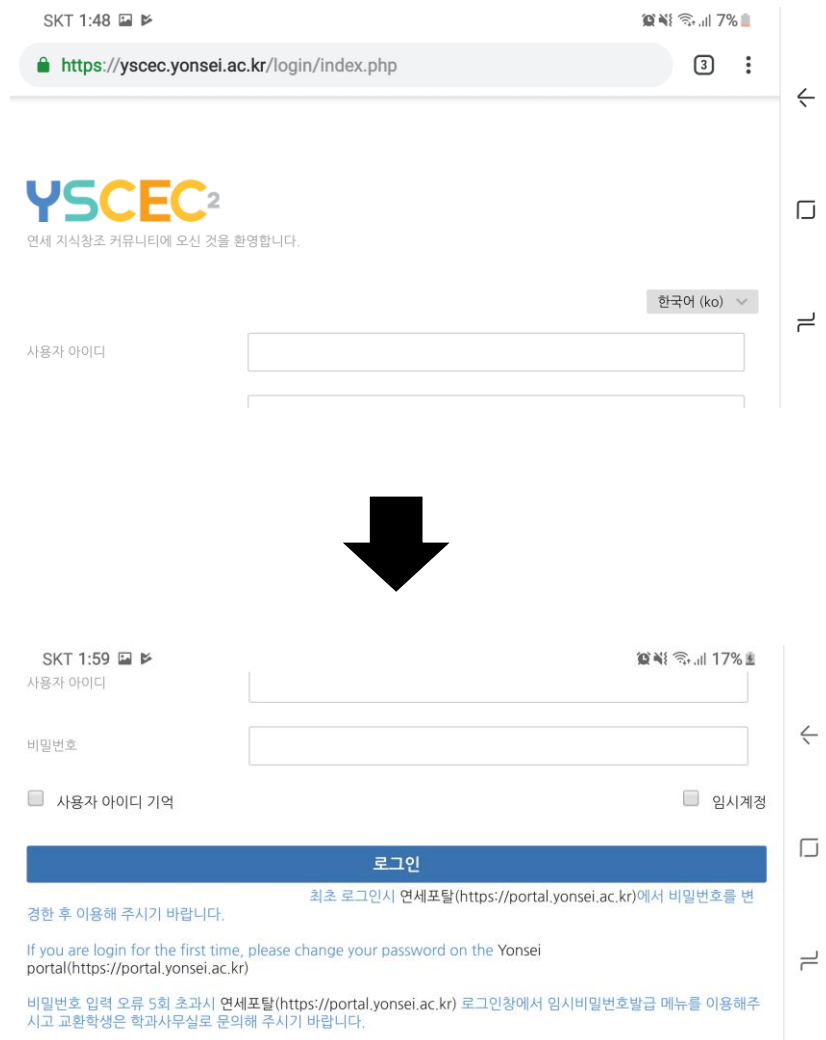 SKT 1:48 7%
https://yscec.yonsei.ac.kr/login/index.php 3
YSCEC2
연세 지식창조 커뮤니티에 오신 것을 환영합니다.
한국어 (ko)
사용자 아이디
SKT 1:59 17%
사용자 아이디
비밀번호
사용자 아이디 기억 임시계정
로그인
최초 로그인시 연세포탈(https://portal.yonsei.ac.kr)에서 비밀번호를 변
경한 후 이용해 주시기 바랍니다.
If you are login for the first time, please change your password on the Yonsei
portal(https://portal.yonsei.ac.kr)
비밀번호 입력 오류 5회 초과시 연세포탈(https://portal.yonsei.ac.kr) 로그인창에서 임시비밀번호발급 메뉴를 이용해주
시고 교환학생은 학과사무실로 문의해 주시기 바랍니다.